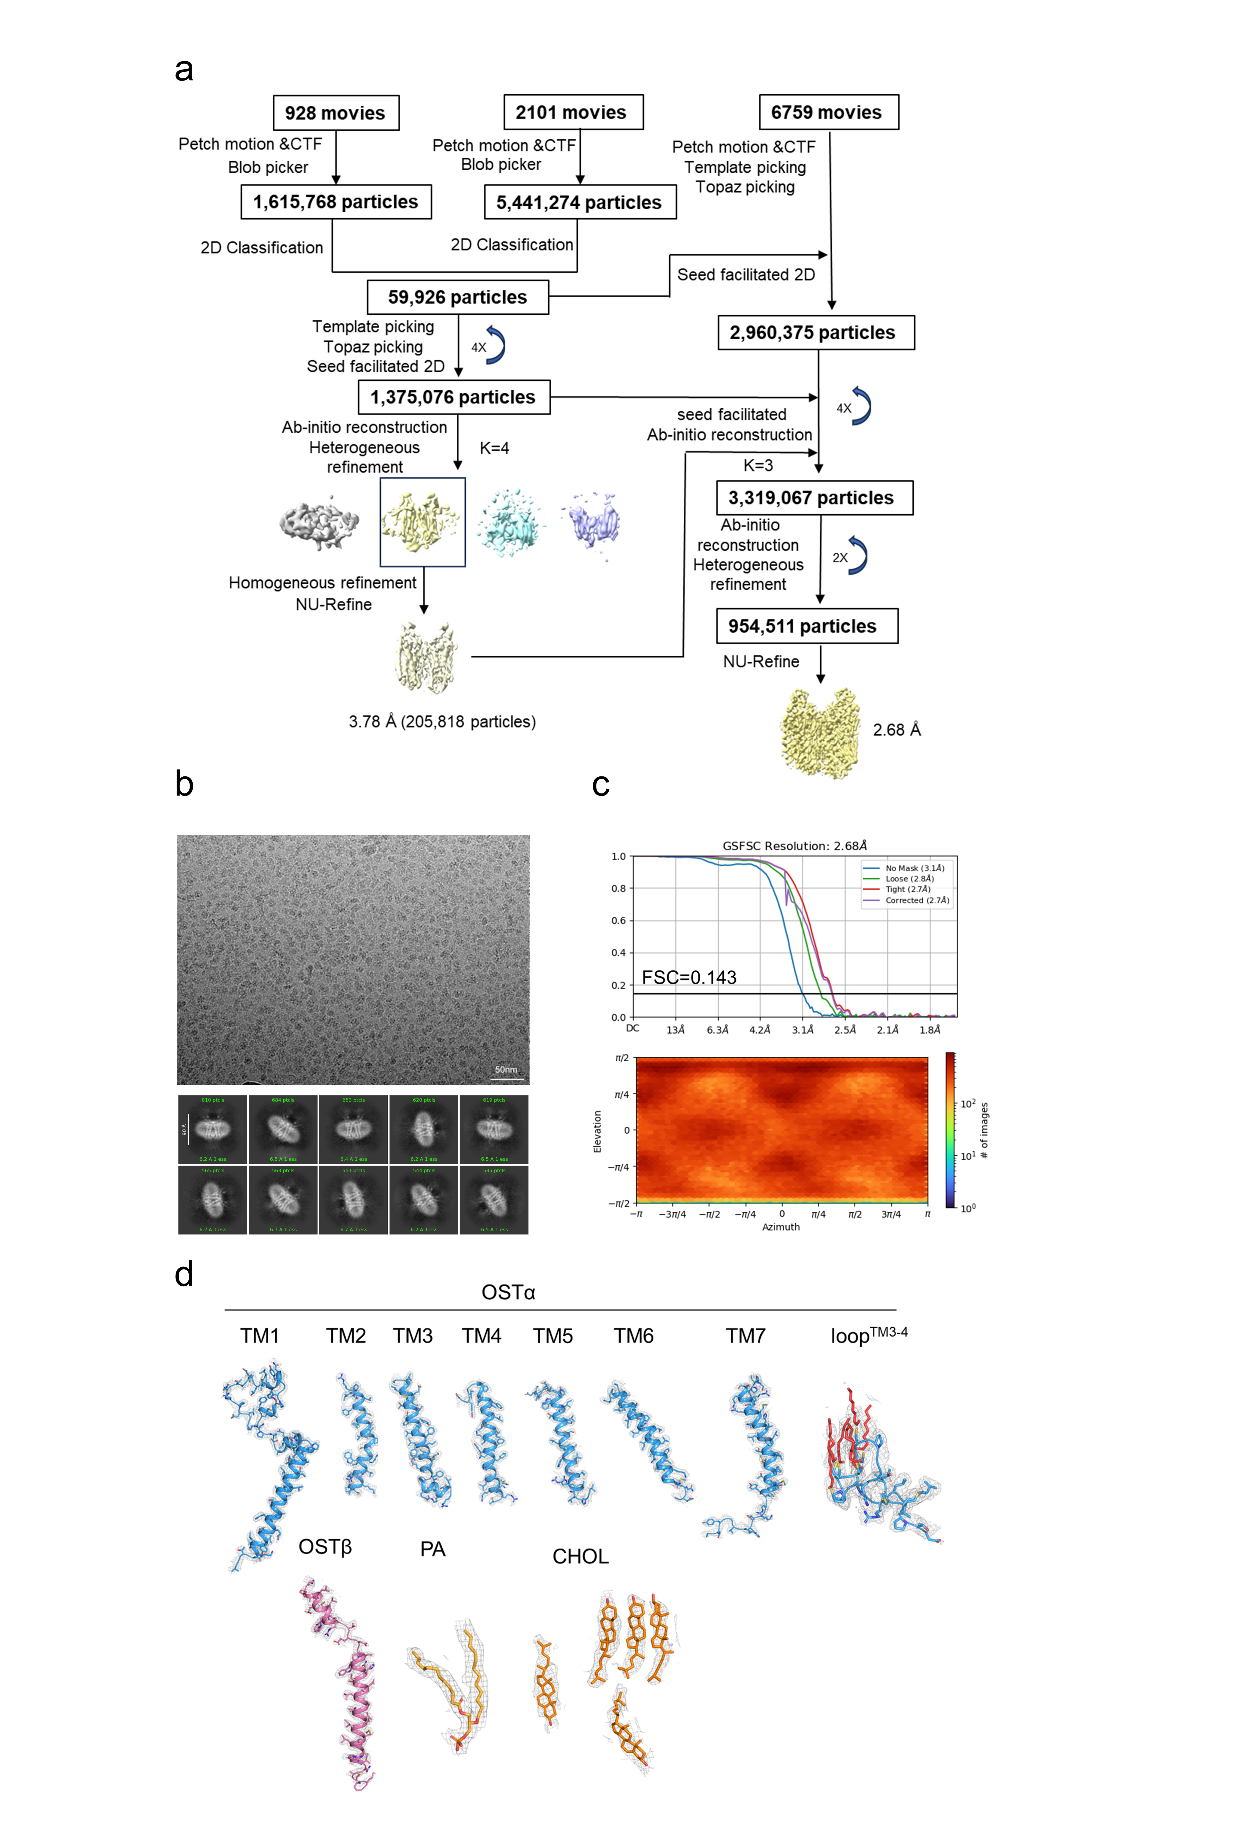 a
928 movies
2101 movies
6759 movies
Petch motion &CTF
Blob picker
Petch motion &CTF
Blob picker
Petch motion &CTF
Template picking
Topaz picking
1,615,768 particles
5,441,274 particles
2D Classification
2D Classification
Seed facilitated 2D
59,926 particles
2,960,375 particles
Template picking
Topaz picking
Seed facilitated 2D
4X
1,375,076 particles
4X
seed facilitated
Ab-initio reconstruction
Ab-initio reconstruction
Heterogeneous
refinement
K=4
K=3
3,319,067 particles
Ab-initio
reconstruction
Heterogeneous
refinement
2X
Homogeneous refinement
NU-Refine
954,511 particles
NU-Refine
3.78 Å (205,818 particles)
2.68 Å
b
50nm
c
GSFSC Resolution: 2.68Å
1.0
0.8
0.6
0.4
0.2
0.0
No Mask (3.1Å)
Loose (2.8Å)
Tight (2.7Å)
Corrected (2.7Å)
FSC=0.143
DC 13Å 6.3Å 4.2Å 3.1Å 2.5Å 2.1Å 1.8Å
π/2
π/4
0
−π/4
−π/2
Elevation
−π −3π/4 −π/2 −π/4 0 π/4 π/2 3π/4 π
Azimuth
10²
10¹
10⁰
# of images
d
OSTα
TM1 TM2 TM3 TM4 TM5 TM6 TM7 loopTM3-4
OSTβ PA CHOL